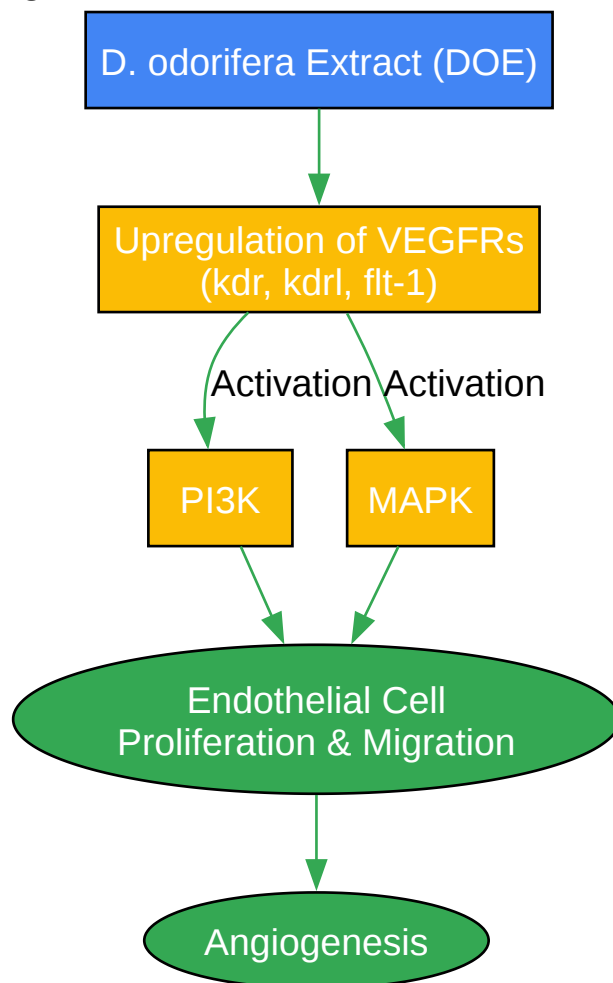 D. odorifera Extract (DOE)
Upregulation of VEGFRs
(kdr, kdrl, flt-1)
Activation Activation
PI3K MAPK
Endothelial Cell
Proliferation & Migration
Angiogenesis